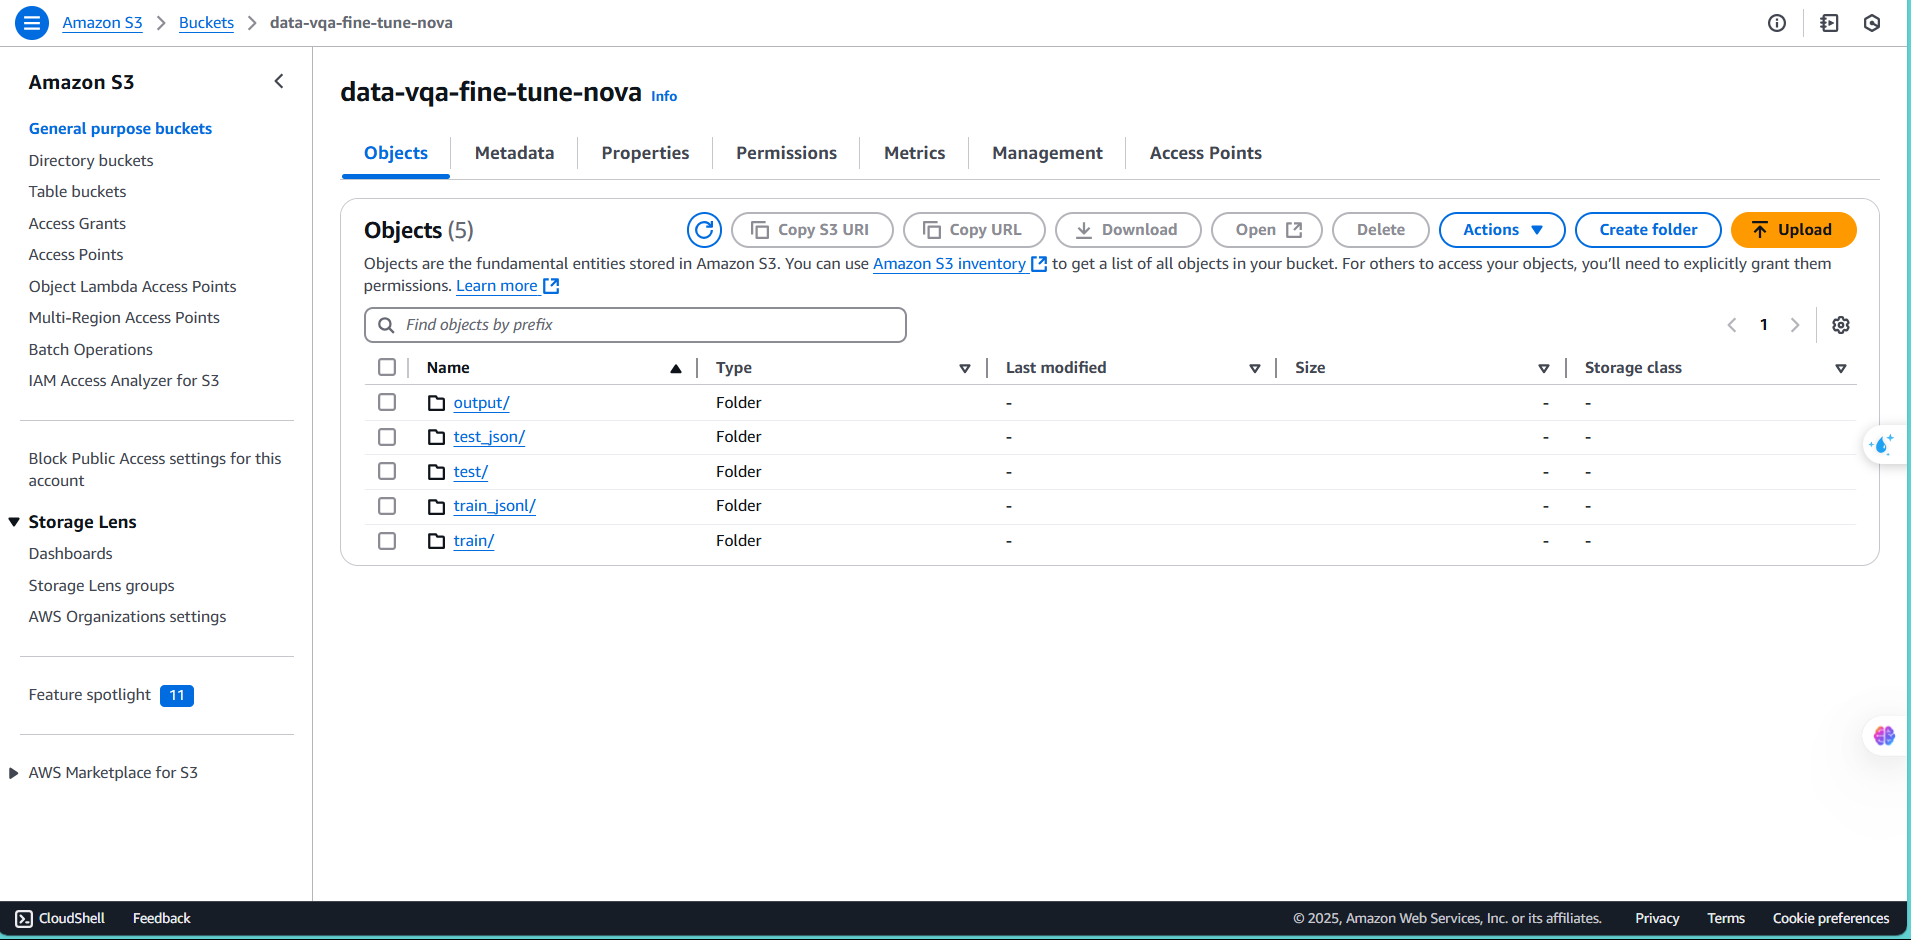 Amazon S3 > Buckets > data-vqa-fine-tune-nova
Amazon S3
General purpose buckets
Directory buckets
Table buckets
Access Grants
Access Points
Object Lambda Access Points
Multi-Region Access Points
Batch Operations
IAM Access Analyzer for S3
Block Public Access settings for this
account
Storage Lens
Dashboards
Storage Lens groups
AWS Organizations settings
Feature spotlight 11
AWS Marketplace for S3
data-vqa-fine-tune-nova Info
Objects Metadata Properties Permissions Metrics Management Access Points
Objects (5) Copy S3 URI Copy URL Download Open Delete Actions Create folder Upload
Objects are the fundamental entities stored in Amazon S3. You can use Amazon S3 inventory to get a list of all objects in your bucket. For others to access your objects, you'll need to explicitly grant them
permissions. Learn more
Find objects by prefix 1
Name Type Last modified Size Storage class
output/ Folder - - -
test_json/ Folder - - -
test/ Folder - - -
train_jsonl/ Folder - - -
train/ Folder - - -
CloudShell Feedback © 2025, Amazon Web Services, Inc. or its affiliates. Privacy Terms Cookie preferences